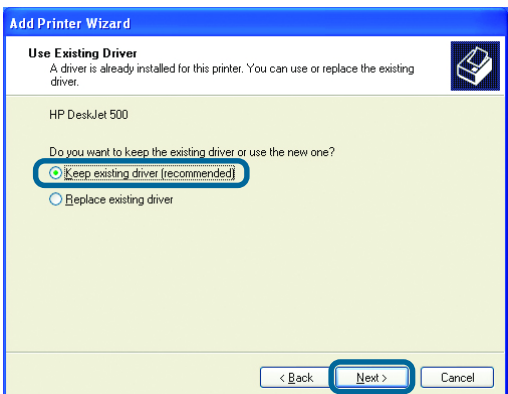 Add Printer Wizard
Use Existing Driver
A driver is already installed for this printer. You can use or replace the existing
driver.
HP DeskJet 500
Do you want to keep the existing driver or use the new one?
Keep existing driver (recommended)
Replace existing driver
< Back Next > Cancel